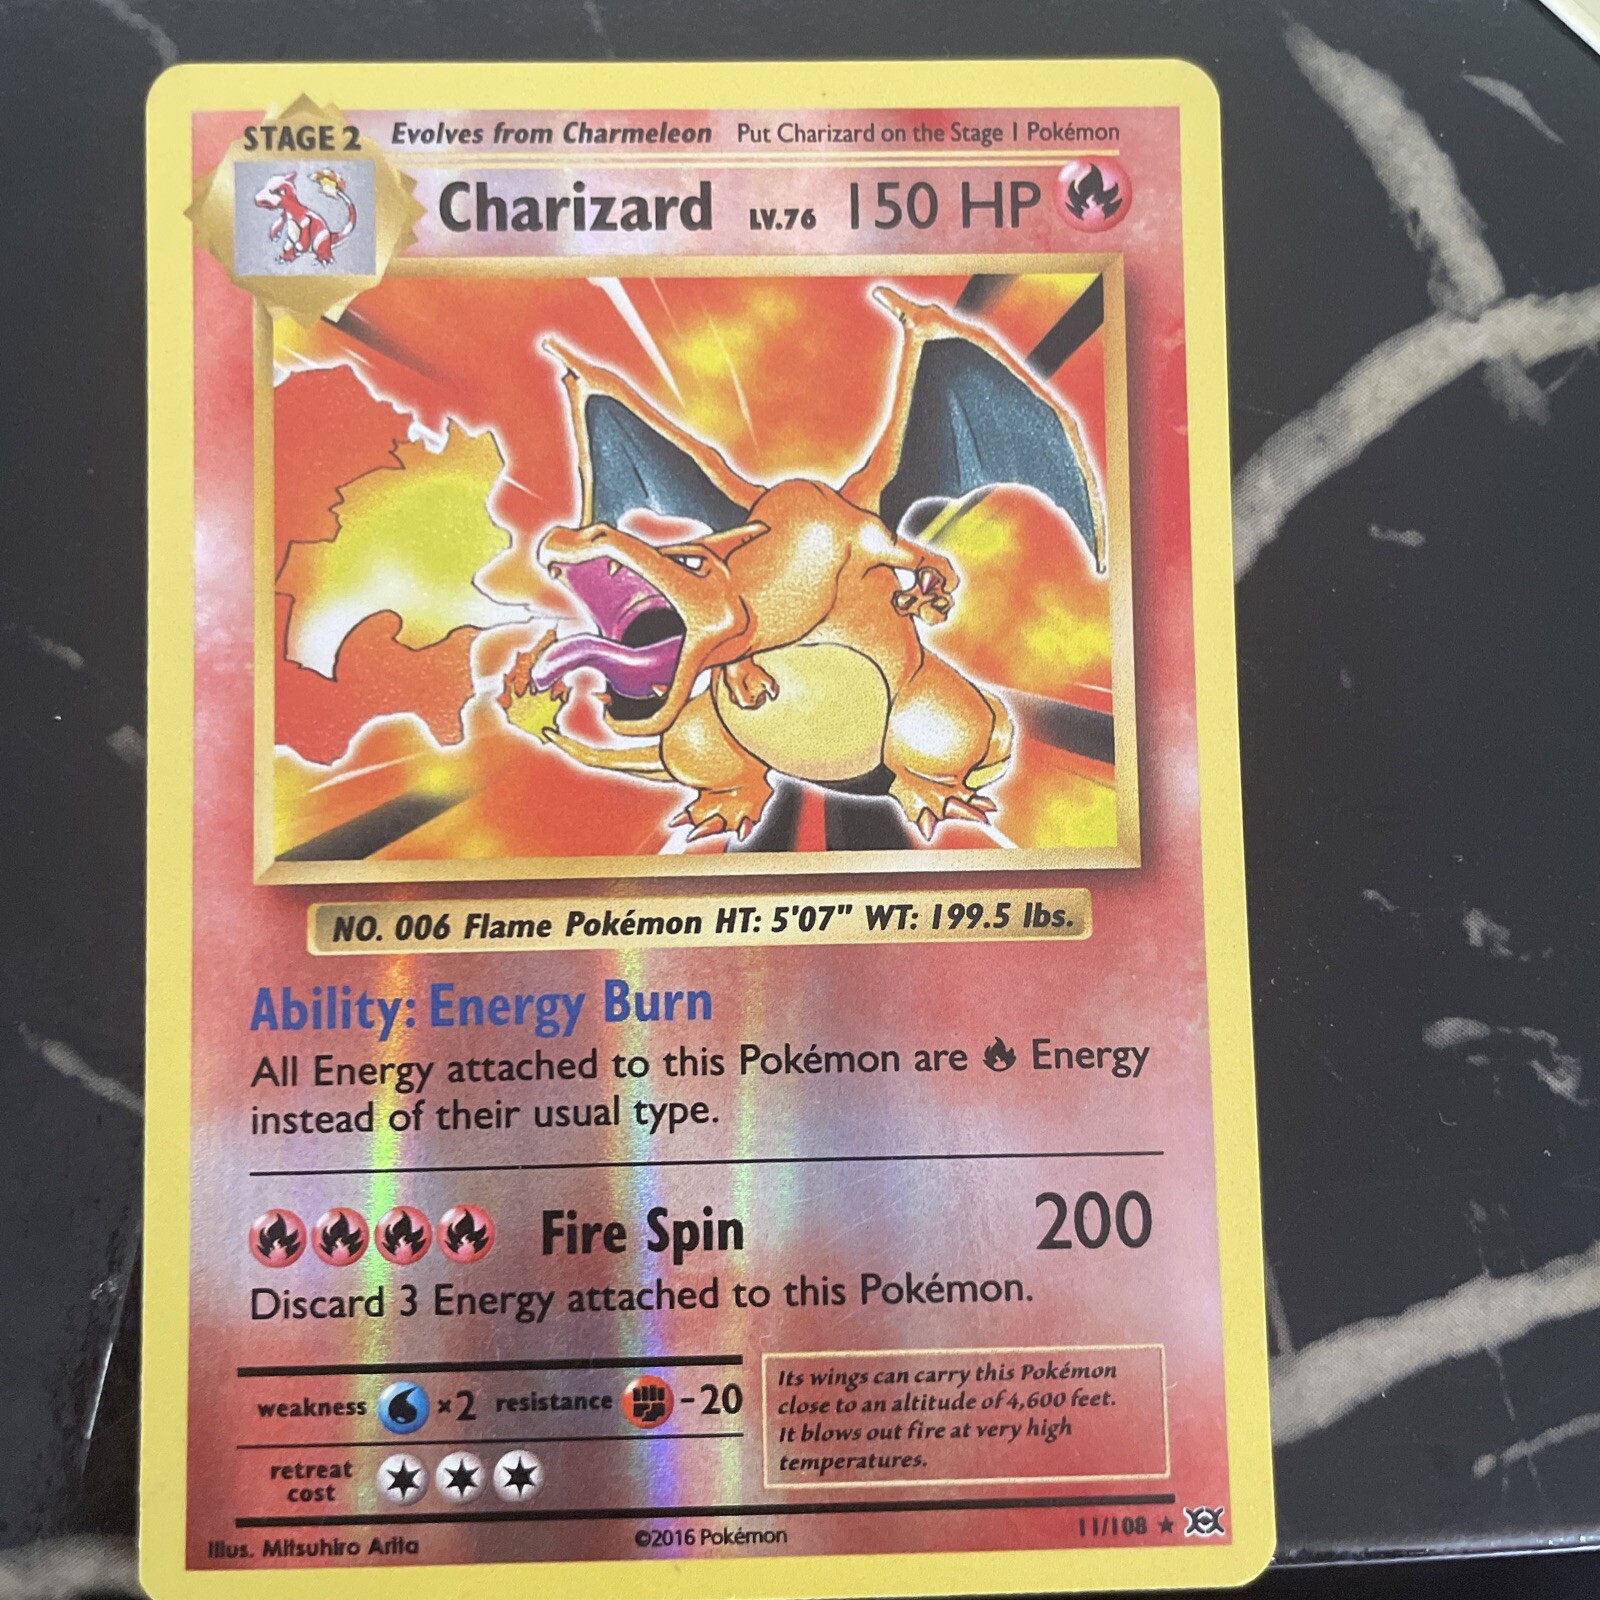 STAGE 2 Evolves from Charmeleon Put Charizard on the Stage 1 Pokémon
Charizard LV.76 150 HP
NO. 006 Flame Pokémon HT: 5'07" WT: 199.5 lbs.
Ability: Energy Burn
All Energy attached to this Pokémon are Energy
instead of their usual type.
Fire Spin 200
Discard 3 Energy attached to this Pokémon.
weakness ×2 resistance -20
retreat
cost
Its wings can carry this Pokémon
close to an altitude of 4,600 feet.
It blows out fire at very high
temperatures.
Illus. Mitsuhiro Arita ©2016 Pokémon 11/108 ★